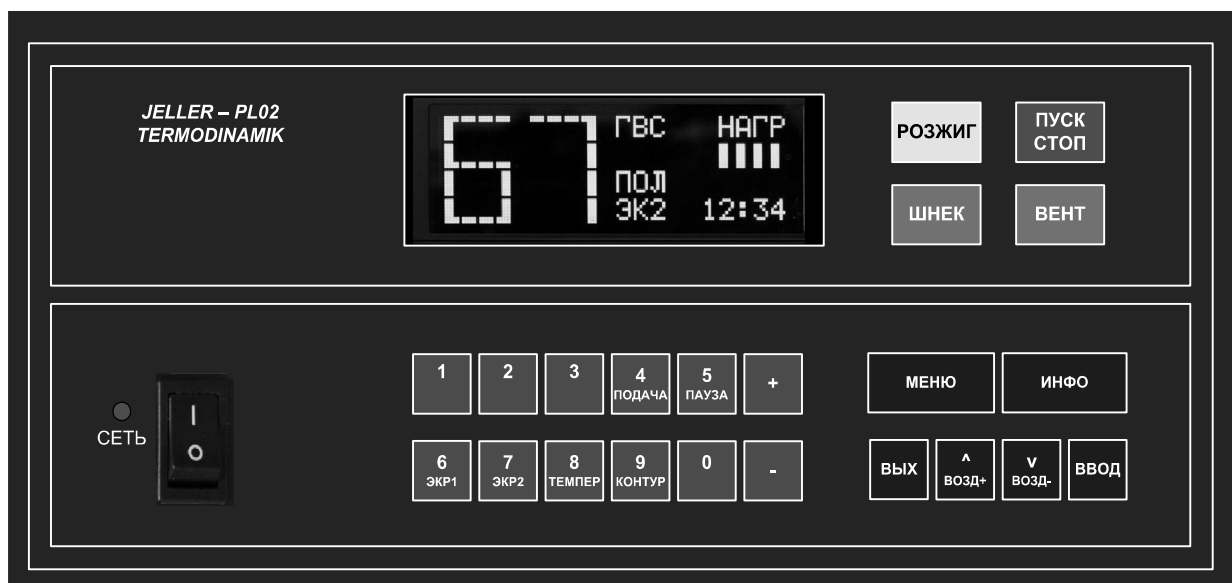 JELLER – PL02
TERMODINAMIK
67
ГВС НАГР
ПОЛ
ЭК2 12:34
РОЗЖИГ
ПУСК
СТОП
ШНЕК
ВЕНТ
СЕТЬ
I
O
1 2 3 4 5 +
ПОДАЧА ПАУЗА
6 7 8 9 0 -
ЭКР1 ЭКР2 ТЕМПЕР КОНТУР
МЕНЮ ИНФО
ВЫХ ^ v ВВОД
ВОЗД+ ВОЗД-